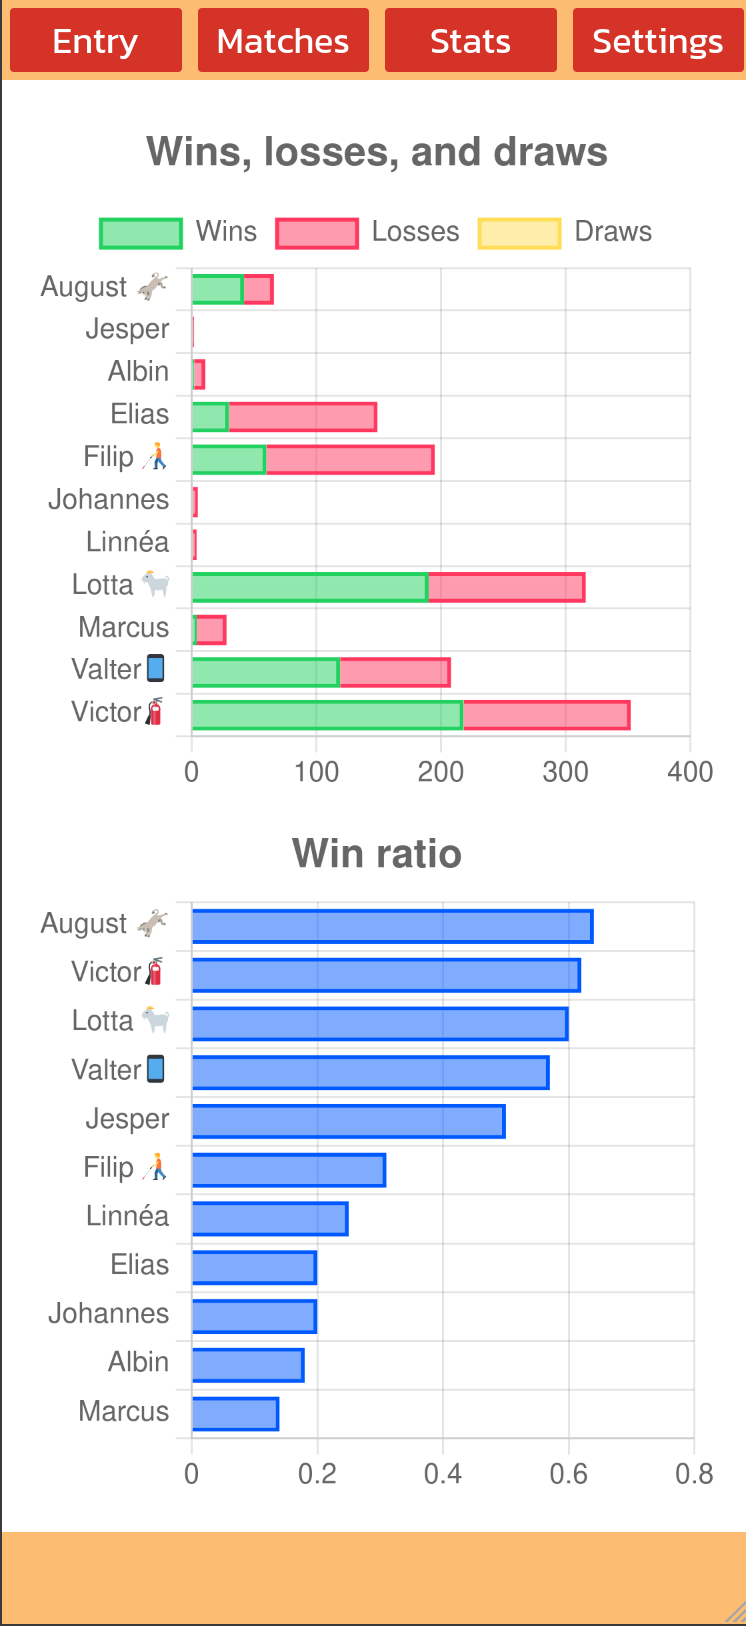 Entry Matches Stats Settings
Wins, losses, and draws
Wins Losses Draws
August
Jesper
Albin
Elias
Filip
Johannes
Linnéa
Lotta
Marcus
Valter
Victor
0 100 200 300 400
Win ratio
August
Victor
Lotta
Valter
Jesper
Filip
Linnéa
Elias
Johannes
Albin
Marcus
0 0.2 0.4 0.6 0.8